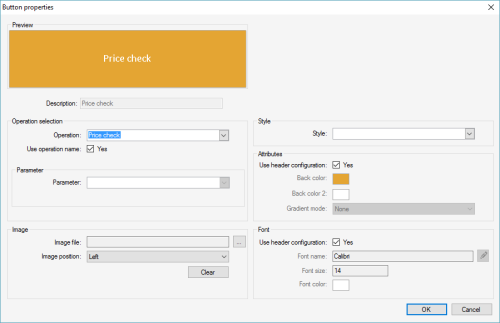 Button properties
Preview
Price check
Description: Price check
Operation selection
Operation: Price check
Use operation name: Yes
Parameter
Parameter:
Style
Style:
Attributes
Use header configuration: Yes
Back color:
Back color 2:
Gradient mode: None
Image
Image file: ...
Image position: Left
Clear
Font
Use header configuration: Yes
Font name: Calibri
Font size: 14
Font color:
OK Cancel